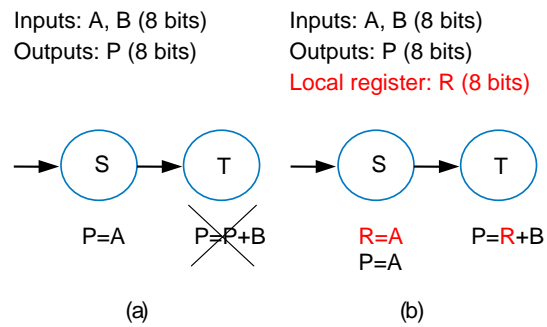 Inputs: A, B (8 bits)
Outputs: P (8 bits)
Inputs: A, B (8 bits)
Outputs: P (8 bits)
Local register: R (8 bits)
S
T
S
T
P=A
P=P+B
R=A
P=A
P=R+B
(a)
(b)